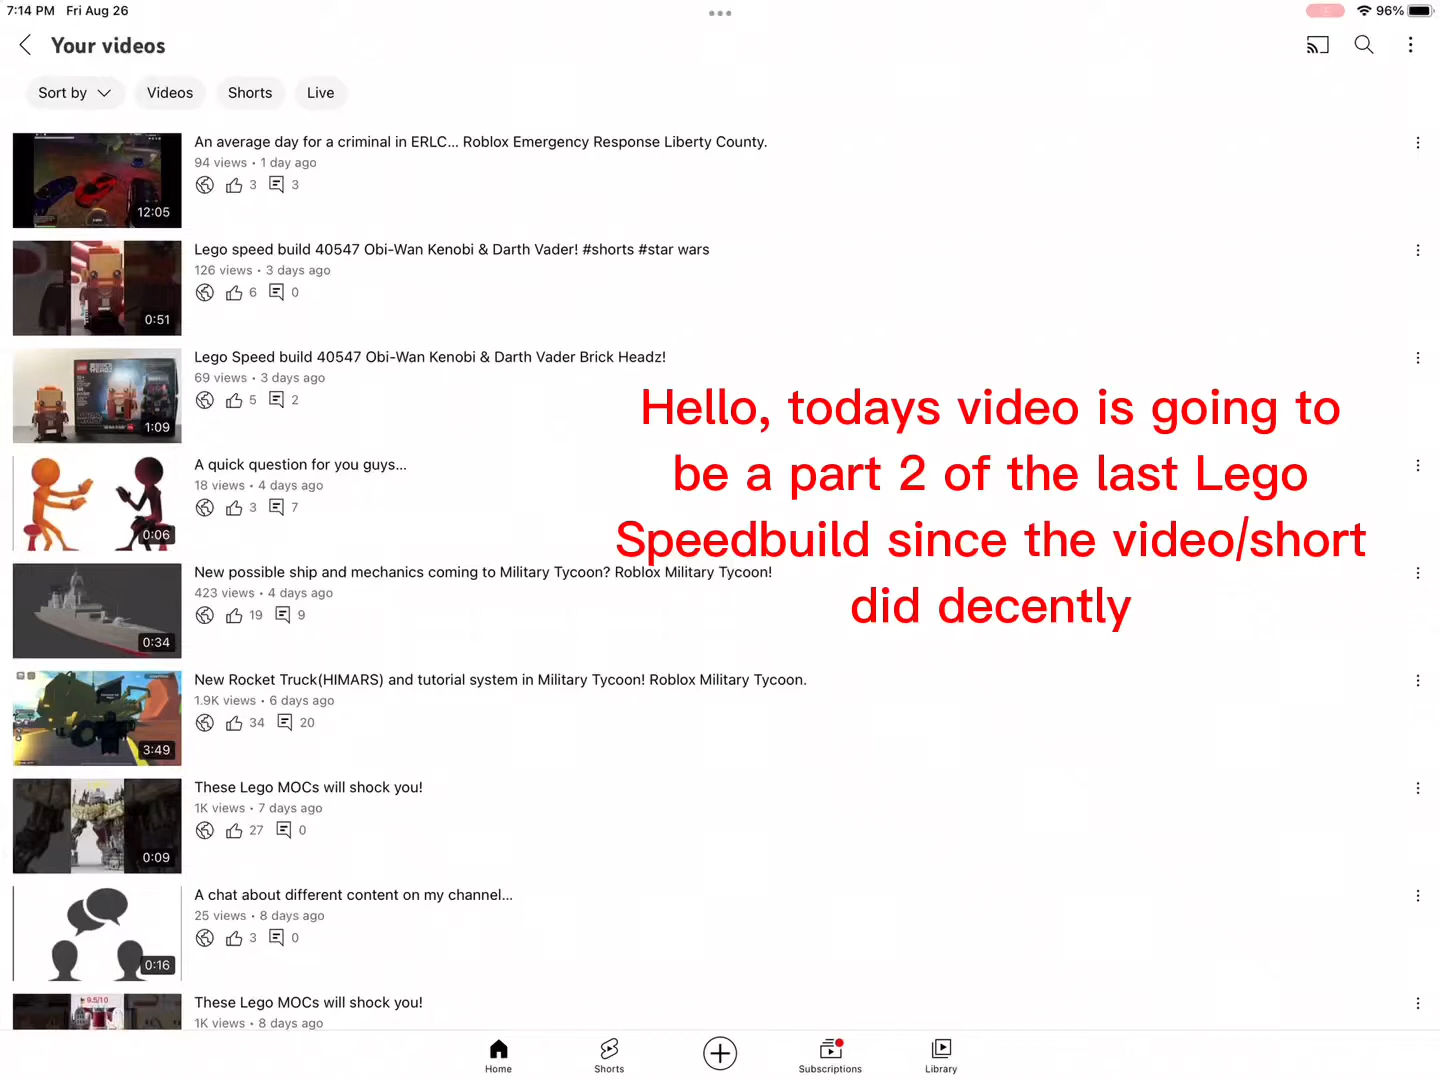 7:14 PM Fri Aug 26
96%
Your videos
Sort by
Videos
Shorts
Live
An average day for a criminal in ERLC... Roblox Emergency Response Liberty County.
94 views • 1 day ago
3 3
12:05
Lego speed build 40547 Obi-Wan Kenobi & Darth Vader! #shorts #star wars
126 views • 3 days ago
6 0
0:51
Lego Speed build 40547 Obi-Wan Kenobi & Darth Vader Brick Headz!
69 views • 3 days ago
5 2
1:09
A quick question for you guys...
18 views • 4 days ago
3 7
0:06
New possible ship and mechanics coming to Military Tycoon? Roblox Military Tycoon!
423 views • 4 days ago
19 9
0:34
New Rocket Truck(HIMARS) and tutorial system in Military Tycoon! Roblox Military Tycoon.
1.9K views • 6 days ago
34 20
3:49
These Lego MOCs will shock you!
1K views • 7 days ago
27 0
0:09
A chat about different content on my channel...
25 views • 8 days ago
3 0
0:16
These Lego MOCs will shock you!
1K views • 8 days ago
9.5/10
Hello, todays video is going to
be a part 2 of the last Lego
Speedbuild since the video/short
did decently
Home
Shorts
Subscriptions
Library